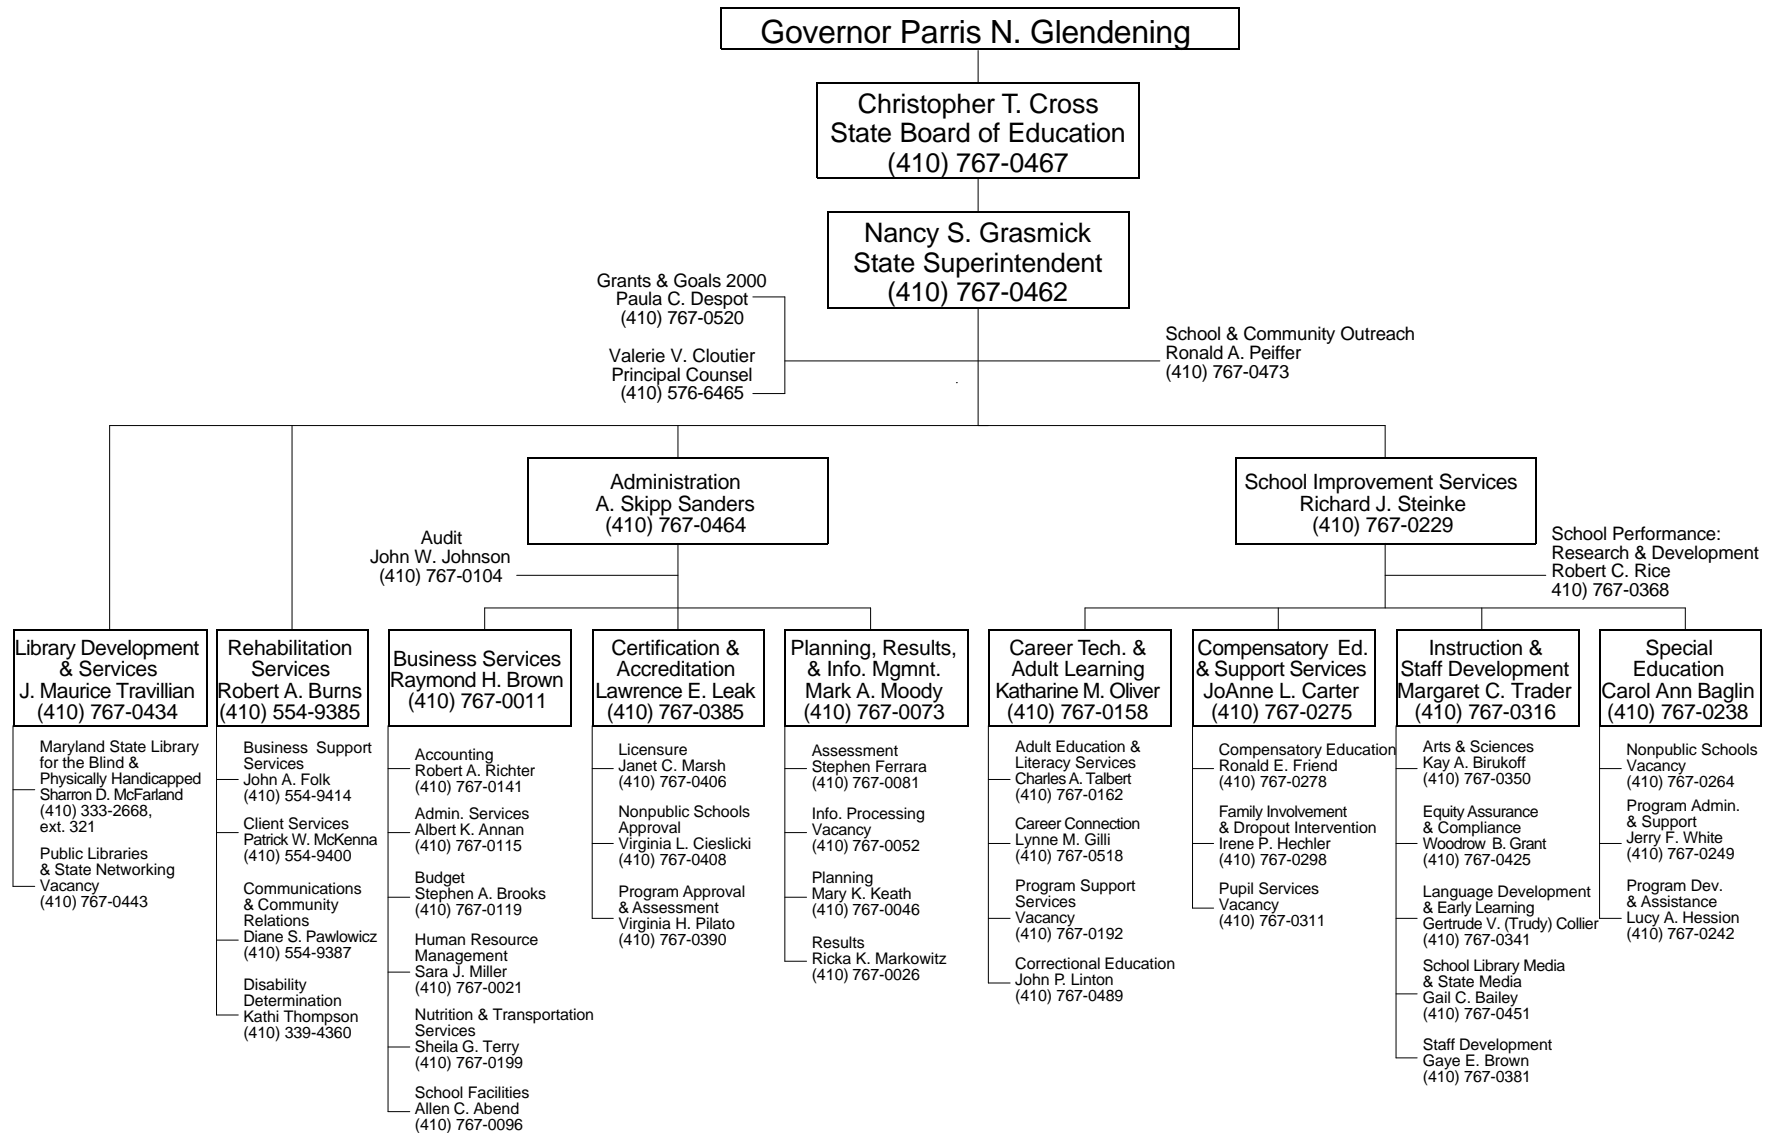 Governor Parris N. Glendening
Christopher T. Cross
State Board of Education
(410) 767-0467
Nancy S. Grasmick
State Superintendent
(410) 767-0462
Grants & Goals 2000
Paula C. Despot
(410) 767-0520
Valerie V. Cloutier
Principal Counsel
(410) 576-6465
School & Community Outreach
Ronald A. Peiffer
(410) 767-0473
Administration
A. Skipp Sanders
(410) 767-0464
School Improvement Services
Richard J. Steinke
(410) 767-0229
Audit
John W. Johnson
(410) 767-0104
School Performance:
Research & Development
Robert C. Rice
410) 767-0368
Library Development
& Services
J. Maurice Travillian
(410) 767-0434
Maryland State Library
for the Blind &
Physically Handicapped
Sharron D. McFarland
(410) 333-2668,
ext. 321
Public Libraries
& State Networking
Vacancy
(410) 767-0443
Rehabilitation
Services
Robert A. Burns
(410) 554-9385
Business Support
Services
John A. Folk
(410) 554-9414
Client Services
Patrick W. McKenna
(410) 554-9400
Communications
& Community
Relations
Diane S. Pawlowicz
(410) 554-9387
Disability
Determination
Kathi Thompson
(410) 339-4360
Business Services
Raymond H. Brown
(410) 767-0011
Accounting
Robert A. Richter
(410) 767-0141
Admin. Services
Albert K. Annan
(410) 767-0115
Budget
Stephen A. Brooks
(410) 767-0119
Human Resource
Management
Sara J. Miller
(410) 767-0021
Nutrition & Transportation
Services
Sheila G. Terry
(410) 767-0199
School Facilities
Allen C. Abend
(410) 767-0096
Certification &
Accreditation
Lawrence E. Leak
(410) 767-0385
Licensure
Janet C. Marsh
(410) 767-0406
Nonpublic Schools
Approval
Virginia L. Cieslicki
(410) 767-0408
Program Approval
& Assessment
Virginia H. Pilato
(410) 767-0390
Planning, Results,
& Info. Mgmnt.
Mark A. Moody
(410) 767-0073
Assessment
Stephen Ferrara
(410) 767-0081
Info. Processing
Vacancy
(410) 767-0052
Planning
Mary K. Keath
(410) 767-0046
Results
Ricka K. Markowitz
(410) 767-0026
Career Tech. &
Adult Learning
Katharine M. Oliver
(410) 767-0158
Adult Education &
Literacy Services
Charles A. Talbert
(410) 767-0162
Career Connection
Lynne M. Gilli
(410) 767-0518
Program Support
Services
Vacancy
(410) 767-0192
Correctional Education
John P. Linton
(410) 767-0489
Compensatory Ed.
& Support Services
JoAnne L. Carter
(410) 767-0275
Compensatory Education
Ronald E. Friend
(410) 767-0278
Family Involvement
& Dropout Intervention
Irene P. Hechler
(410) 767-0298
Pupil Services
Vacancy
(410) 767-0311
Instruction &
Staff Development
Margaret C. Trader
(410) 767-0316
Arts & Sciences
Kay A. Birukoff
(410) 767-0350
Equity Assurance
& Compliance
Woodrow B. Grant
(410) 767-0425
Language Development
& Early Learning
Gertrude V. (Trudy) Collier
(410) 767-0341
School Library Media
& State Media
Gail C. Bailey
(410) 767-0451
Staff Development
Gaye E. Brown
(410) 767-0381
Special
Education
Carol Ann Baglin
(410) 767-0238
Nonpublic Schools
Vacancy
(410) 767-0264
Program Admin.
& Support
Jerry F. White
(410) 767-0249
Program Dev.
& Assistance
Lucy A. Hession
(410) 767-0242